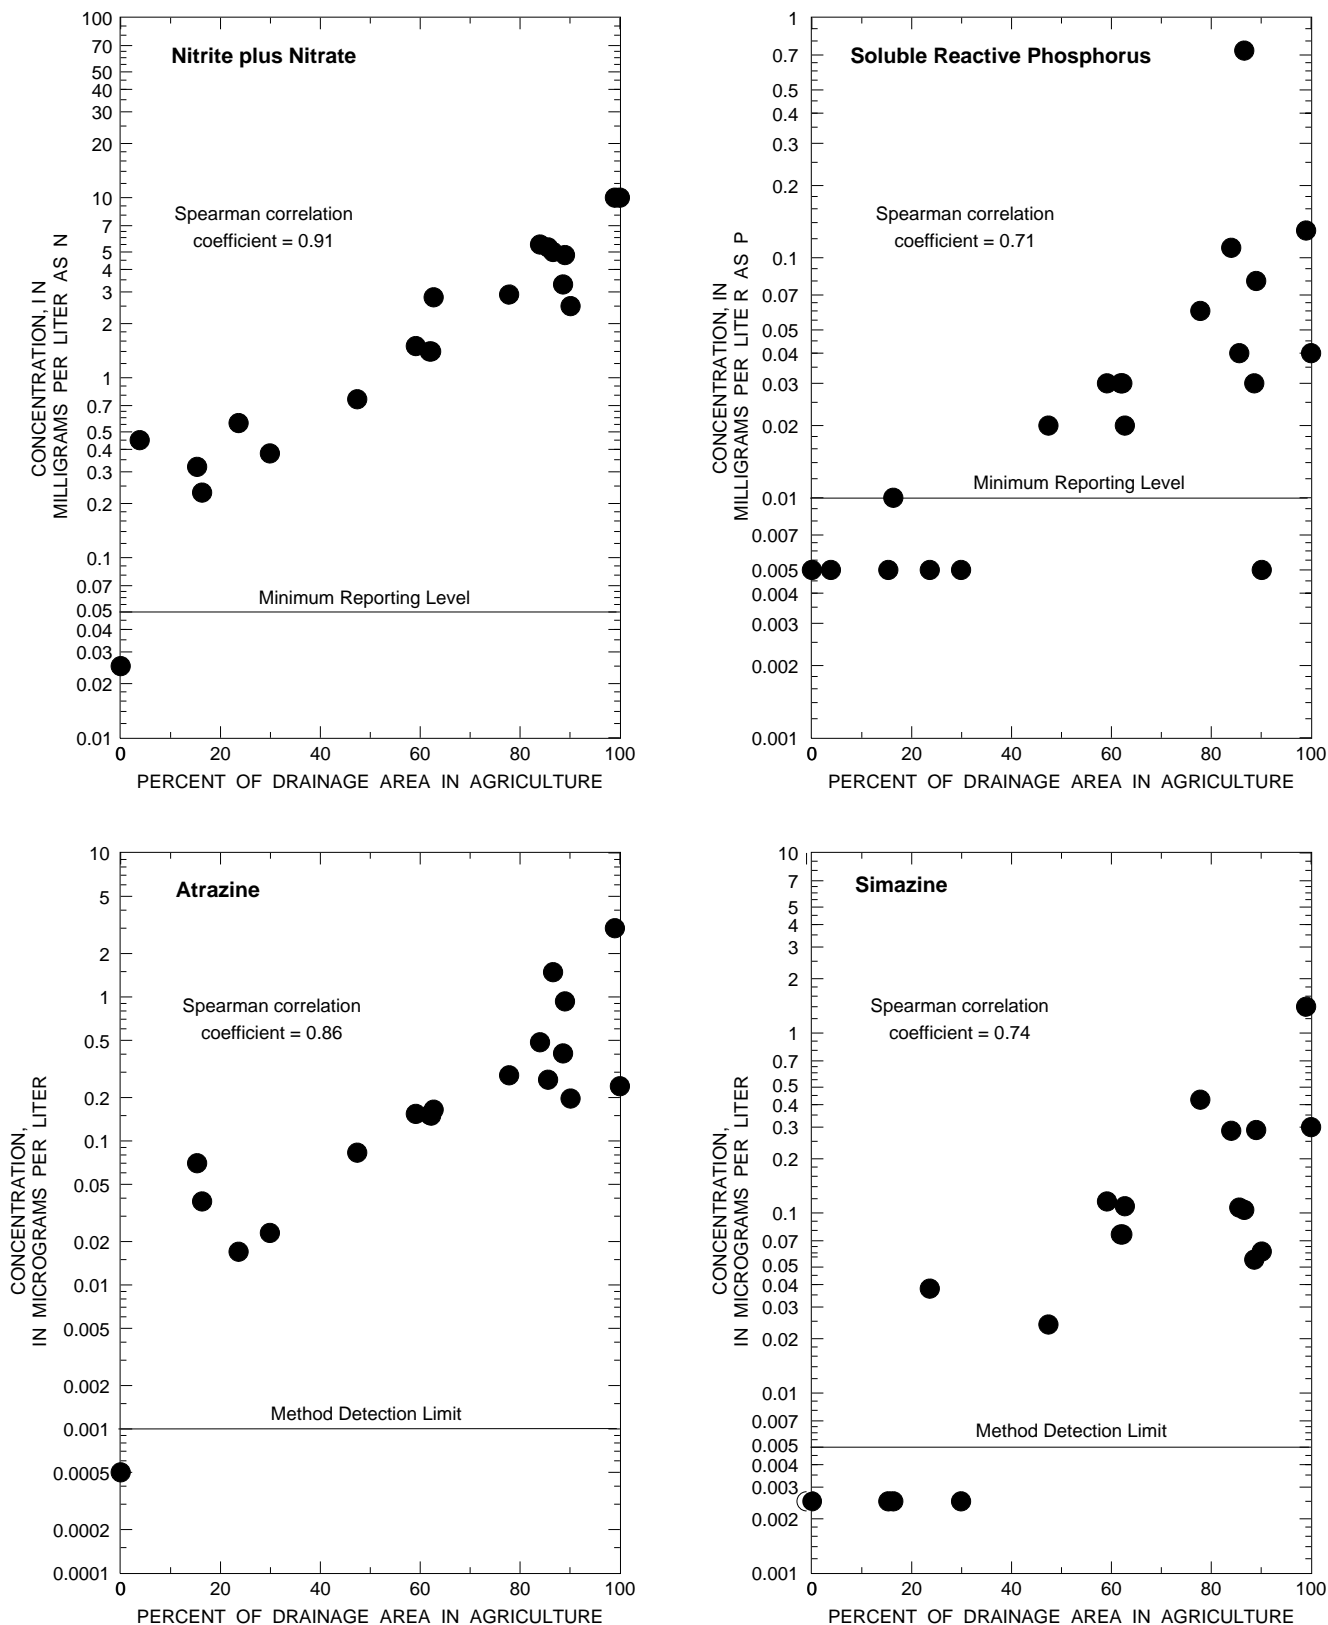 Nitrite plus Nitrate
Spearman correlation
coefficient = 0.91
Minimum Reporting Level
CONCENTRATION, I N
MILLIGRAMS PER LITER AS N
100
70
50
40
30
20
10
7
5
4
3
2
1
0.7
0.5
0.4
0.3
0.2
0.1
0.07
0.05
0.04
0.03
0.02
0.01
0 20 40 60 80 100
PERCENT OF DRAINAGE AREA IN AGRICULTURE
Soluble Reactive Phosphorus
Spearman correlation
coefficient = 0.71
Minimum Reporting Level
CONCENTRATION, IN
MILLIGRAMS PER LITE R AS P
1
0.7
0.5
0.4
0.3
0.2
0.1
0.07
0.05
0.04
0.03
0.02
0.01
0.007
0.005
0.004
0.003
0.002
0.001
0 20 40 60 80 100
PERCENT OF DRAINAGE AREA IN AGRICULTURE
Atrazine
Spearman correlation
coefficient = 0.86
Method Detection Limit
CONCENTRATION,
IN MICROGRAMS PER LITER
10
5
2
1
0.5
0.2
0.1
0.05
0.02
0.01
0.005
0.002
0.001
0.0005
0.0002
0.0001
0 20 40 60 80 100
PERCENT OF DRAINAGE AREA IN AGRICULTURE
Simazine
Spearman correlation
coefficient = 0.74
Method Detection Limit
CONCENTRATION,
IN MICROGRAMS PER LITER
10
7
5
4
3
2
1
0.7
0.5
0.4
0.3
0.2
0.1
0.07
0.05
0.04
0.03
0.02
0.01
0.007
0.005
0.004
0.003
0.002
0.001
0 20 40 60 80 100
PERCENT OF DRAINAGE AREA IN AGRICULTURE